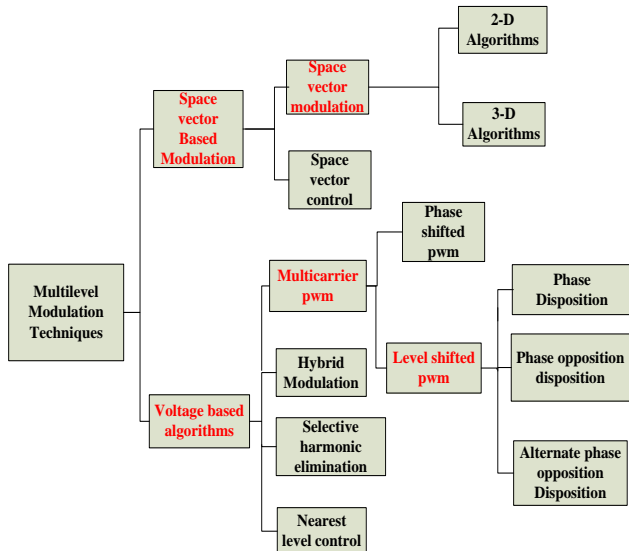 2-D
Algorithms
Space
vector
modulation
Space
vector
Based
Modulation
3-D
Algorithms
Space
vector
control
Phase
shifted
pwm
Multilevel
Modulation
Techniques
Multicarrier
pwm
Phase
Disposition
Hybrid
Modulation
Level shifted
pwm
Phase opposition
disposition
Voltage based
algorithms
Selective
harmonic
elimination
Alternate phase
opposition
Disposition
Nearest
level control